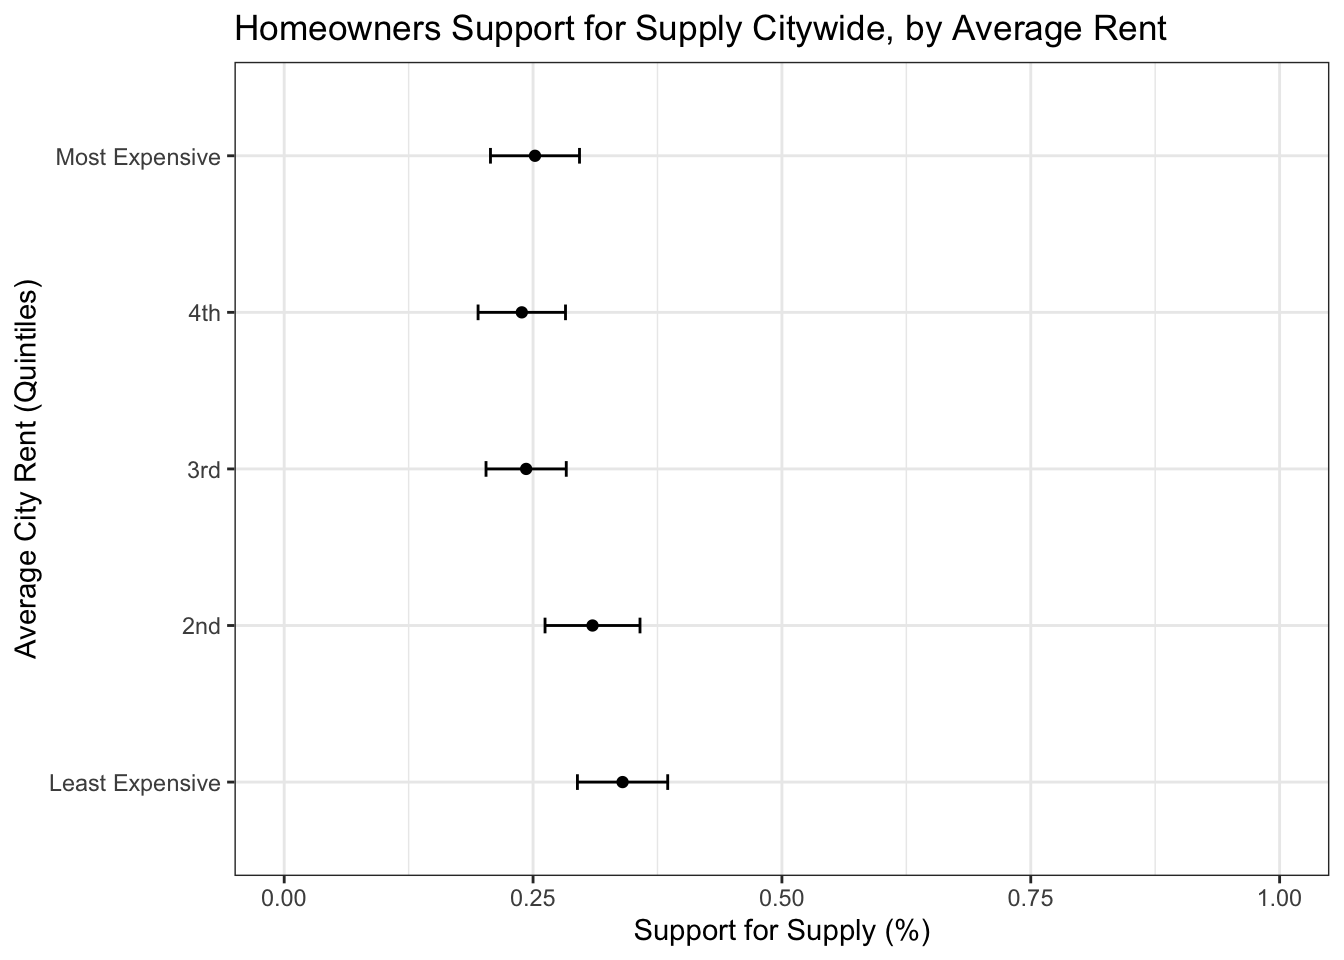 Homeowners Support for Supply Citywide, by Average Rent
Average City Rent (Quintiles)
Most Expensive
4th
3rd
2nd
Least Expensive
0.00 0.25 0.50 0.75 1.00
Support for Supply (%)